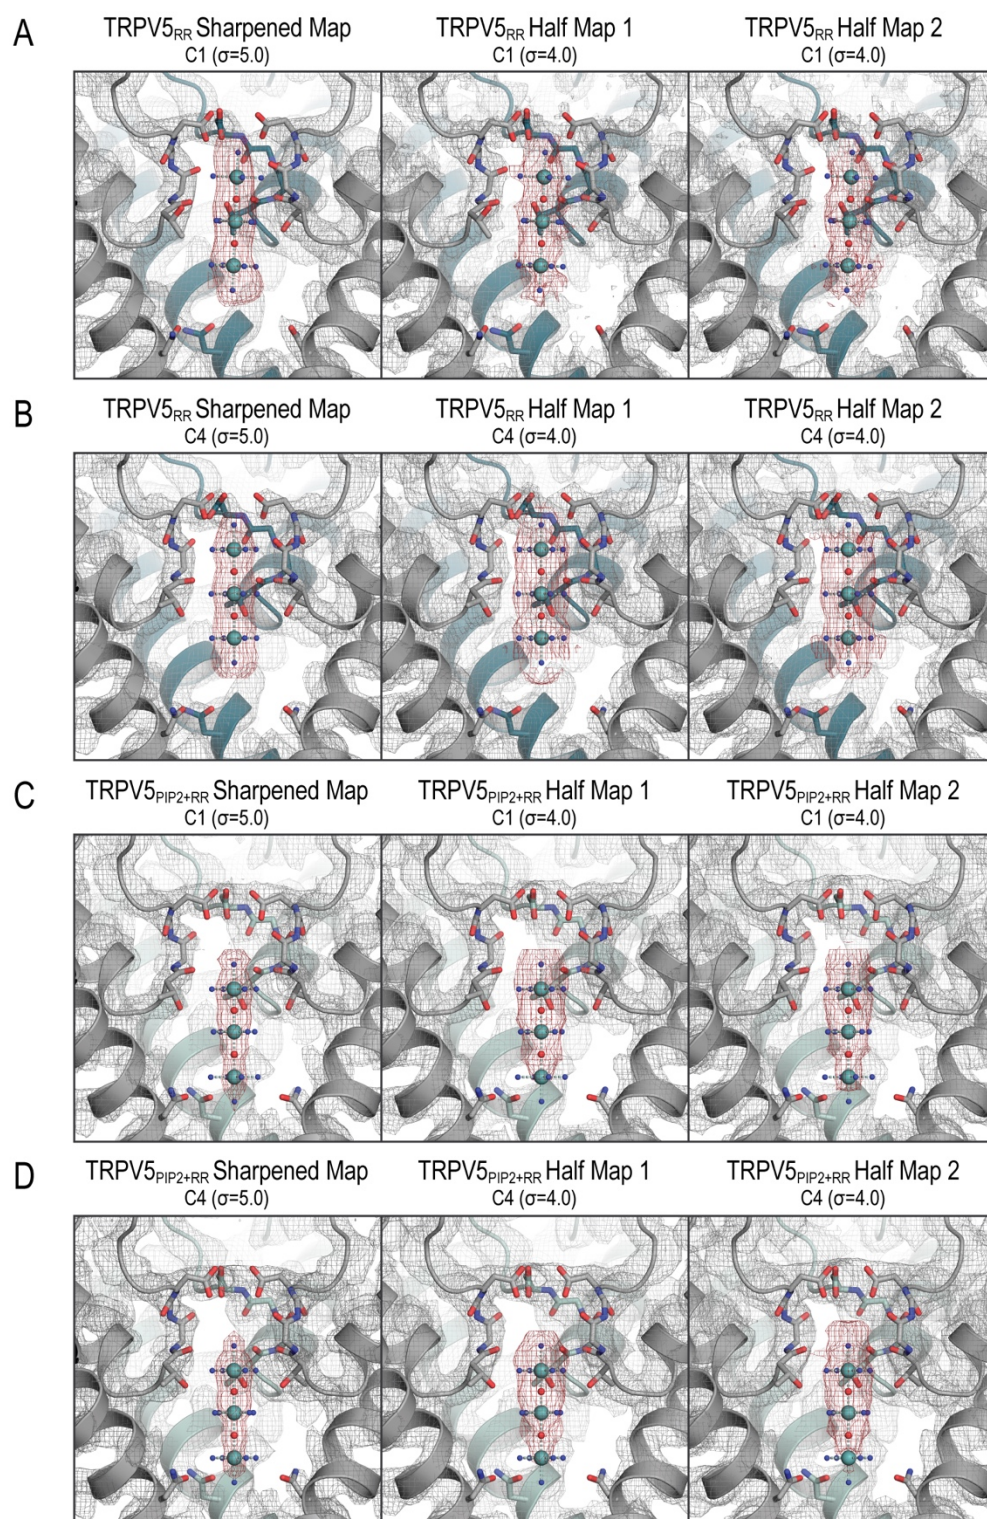 A
TRPV5RR Sharpened Map
C1 (σ=5.0)
TRPV5RR Half Map 1
C1 (σ=4.0)
TRPV5RR Half Map 2
C1 (σ=4.0)
B
TRPV5RR Sharpened Map
C4 (σ=5.0)
TRPV5RR Half Map 1
C4 (σ=4.0)
TRPV5RR Half Map 2
C4 (σ=4.0)
C
TRPV5PIP2+RR Sharpened Map
C1 (σ=5.0)
TRPV5PIP2+RR Half Map 1
C1 (σ=4.0)
TRPV5PIP2+RR Half Map 2
C1 (σ=4.0)
D
TRPV5PIP2+RR Sharpened Map
C4 (σ=5.0)
TRPV5PIP2+RR Half Map 1
C4 (σ=4.0)
TRPV5PIP2+RR Half Map 2
C4 (σ=4.0)